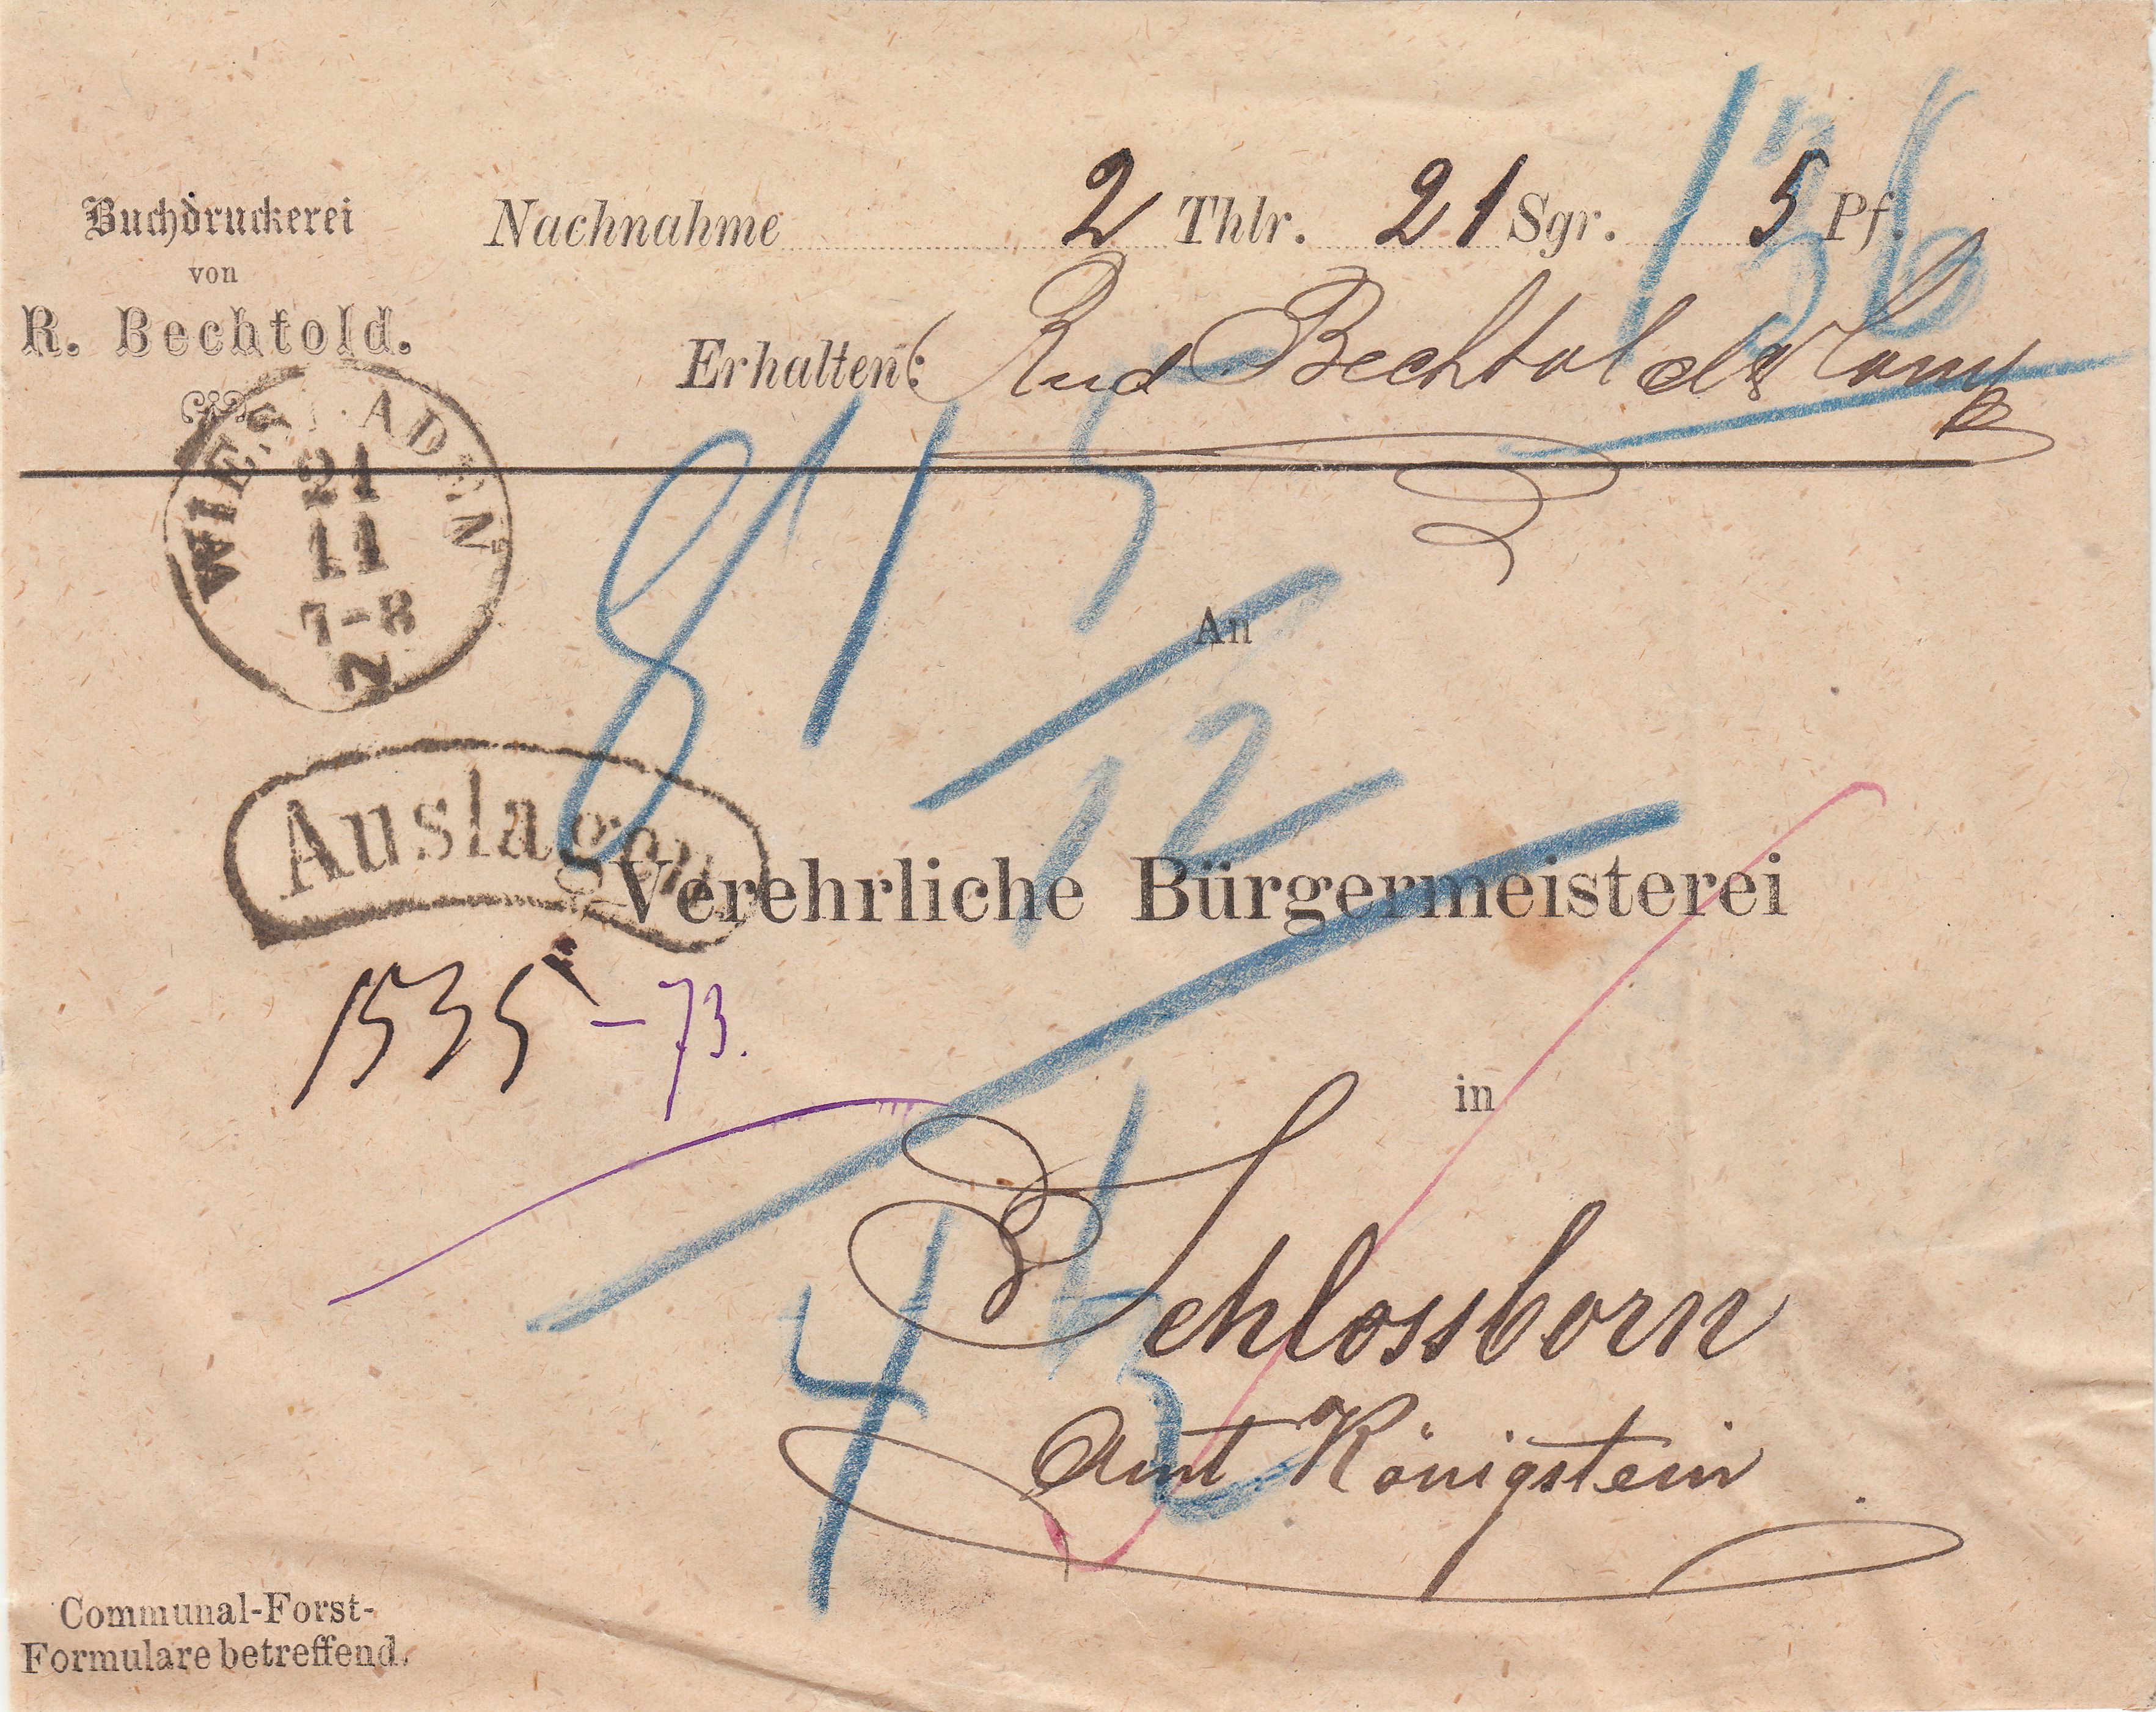 Buchdruckerei
von
R. Bechtold.
Nachnahme 2 Thlr. 21 Sgr. 5 Pf.
Erhalten: Rud Bechtold & Comp
WIESBADEN
21
11
7-8
N
An
Auslagen
Verehrliche Bürgermeisterei
1535 - 73.
in
Schlossborn
Amt Königstein
Communal-Forst-
Formulare betreffend.